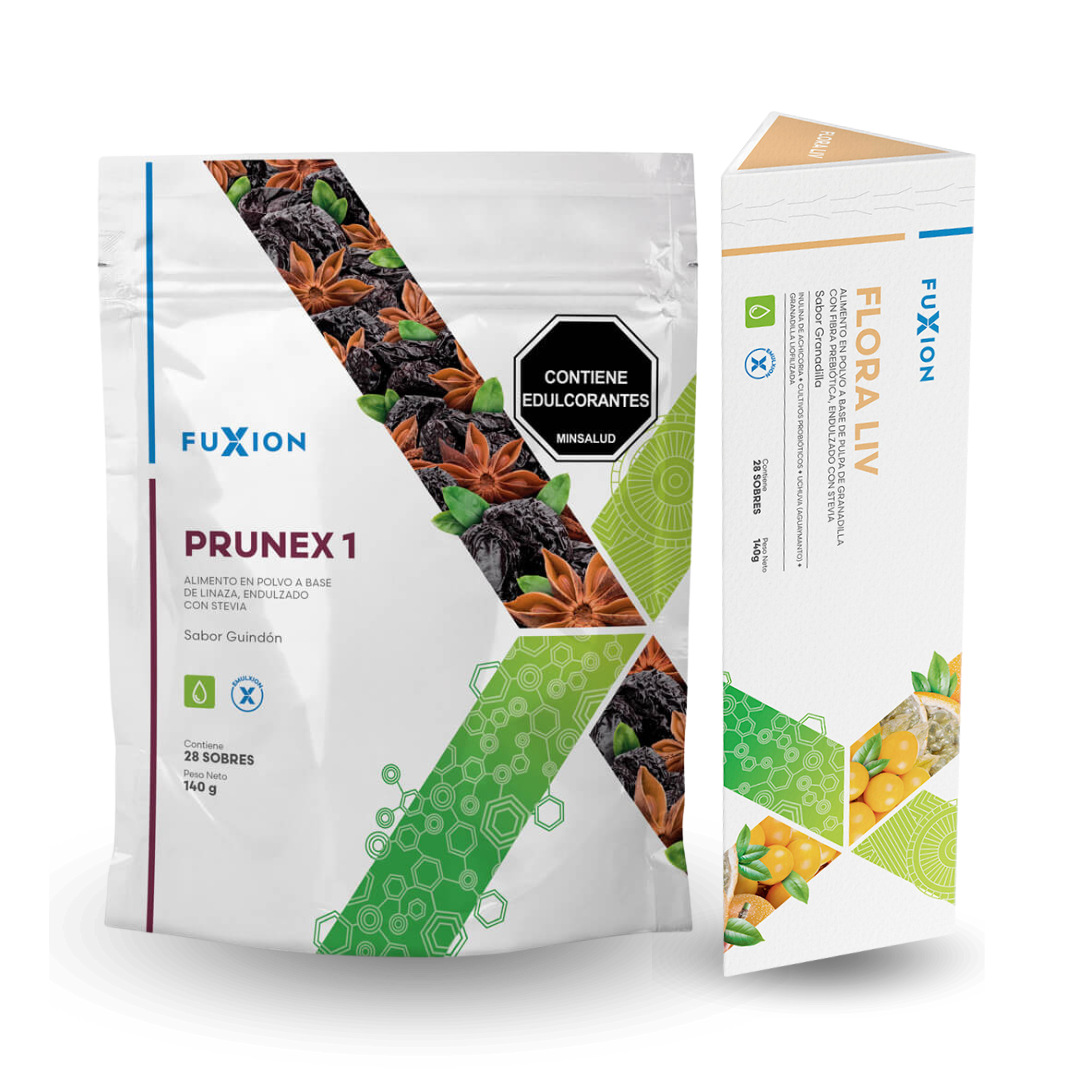 FUXION
PRUNEX 1
ALIMENTO EN POLVO A BASE
DE LINAZA, ENDULZADO
CON STEVIA
Sabor Guindón
EMULXION
X
Contiene
28 SOBRES
Peso Neto
140 g
CONTIENE
EDULCORANTES
MINSALUD
FLORA LIV
FUXION
FLORA LIV
ALIMENTO EN POLVO A BASE DE PULPA DE GRANADILLA
CON FIBRA PREBIÓTICA, ENDULZADO CON STEVIA
Sabor Granadilla
INULINA DE ACHICORIA • CULTIVOS PROBIÓTICOS • UCHUVA (AGUAYMANTO) •
GRANADILLA LIOFILIZADA
EMULXION
X
Contiene
28 SOBRES
Peso Neto
140g